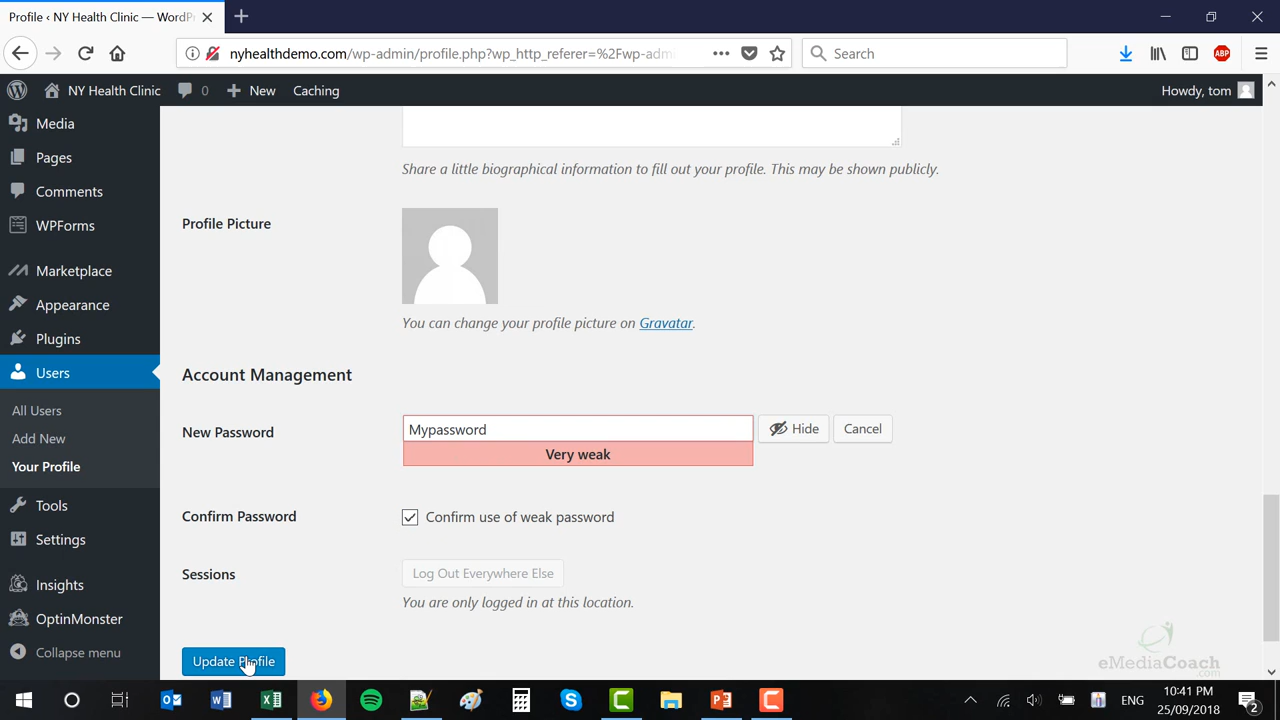 Profile ‹ NY Health Clinic — WordPr
nyhealthdemo.com/wp-admin/profile.php?wp_http_referer=%2Fwp-adm
Search
ABP
NY Health Clinic 0 New Caching Howdy, tom
Media
Pages
Comments
WPForms
Marketplace
Appearance
Plugins
Users
All Users
Add New
Your Profile
Tools
Settings
Insights
OptinMonster
Collapse menu
Share a little biographical information to fill out your profile. This may be shown publicly.
Profile Picture
You can change your profile picture on Gravatar.
Account Management
New Password
Mypassword
Hide
Cancel
Very weak
Confirm Password
Confirm use of weak password
Sessions
Log Out Everywhere Else
You are only logged in at this location.
Update Profile
eMediaCoach
.com
ENG
10:41 PM
25/09/2018
2